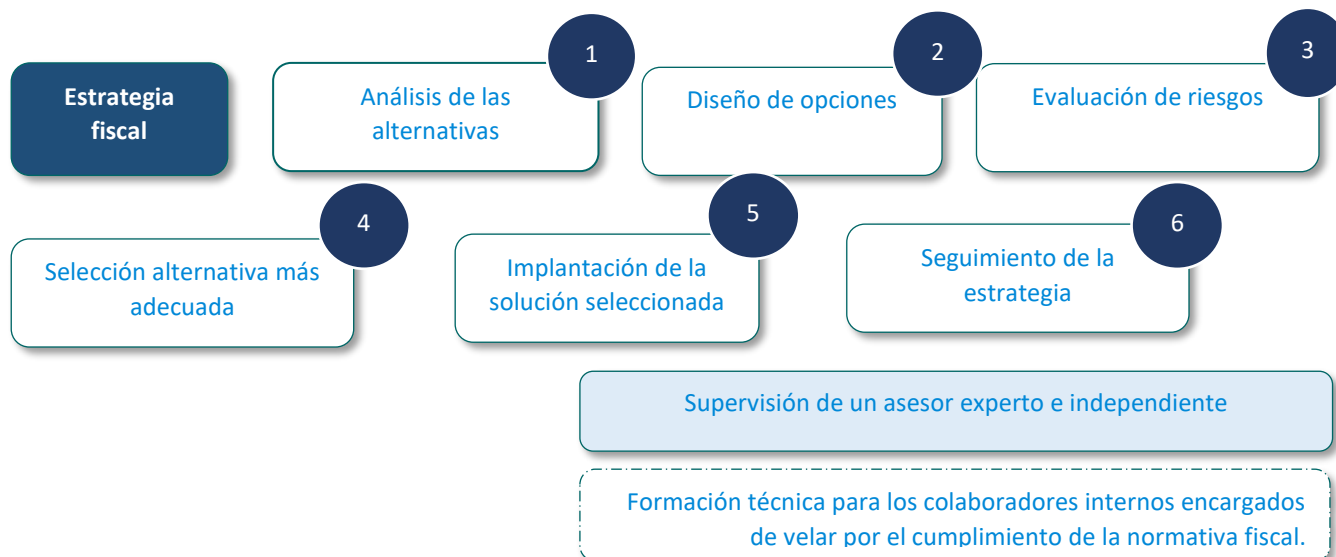 Estrategia
fiscal
1
Análisis de las
alternativas
2
Diseño de opciones
3
Evaluación de riesgos
4
Selección alternativa más
adecuada
5
Implantación de la
solución seleccionada
6
Seguimiento de la
estrategia
Supervisión de un asesor experto e independiente
Formación técnica para los colaboradores internos encargados
de velar por el cumplimiento de la normativa fiscal.